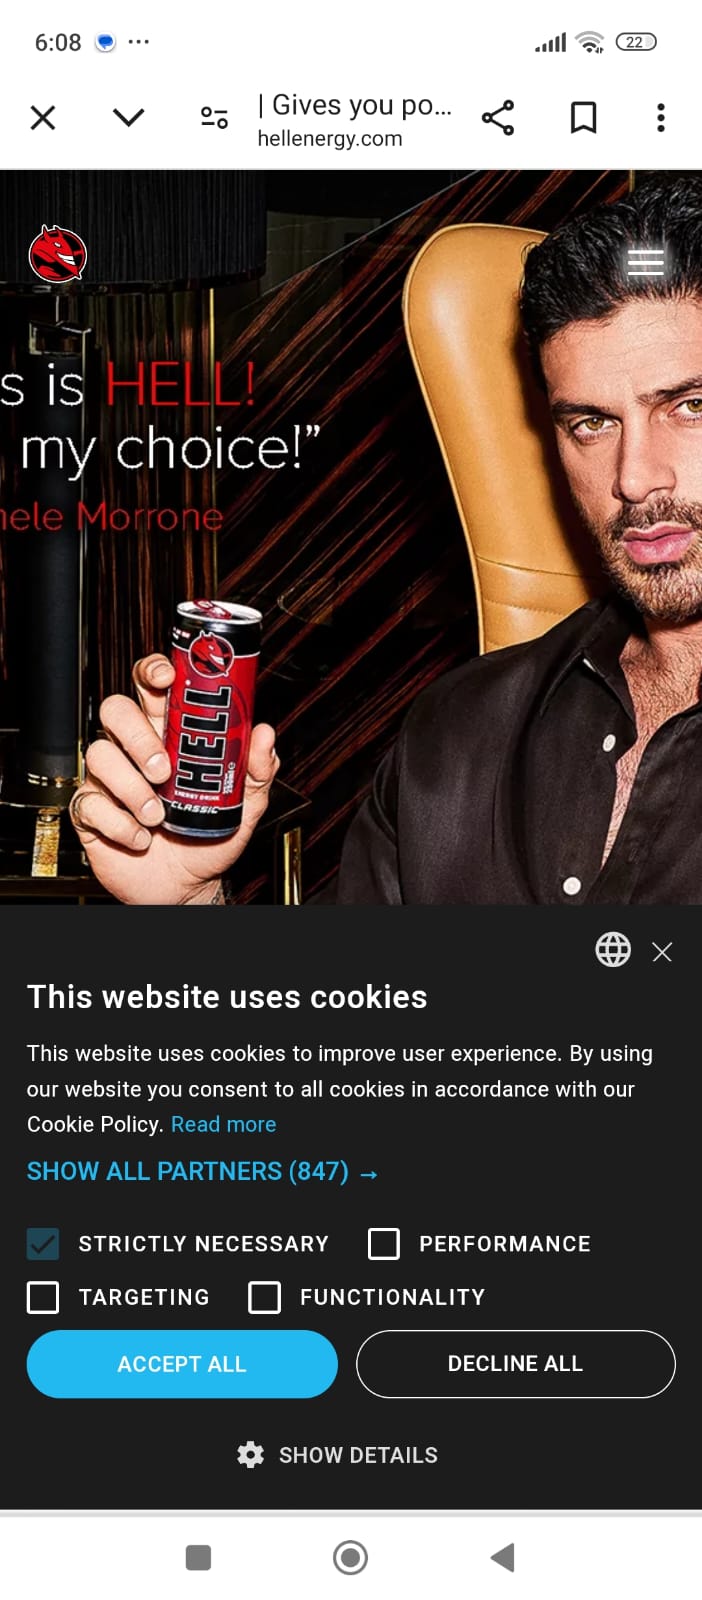 6:08
22
| Gives you po...
hellenergy.com
s is HELL!
my choice!”
hele Morrone
HELL
ENERGY DRINK
CLASSIC
This website uses cookies
This website uses cookies to improve user experience. By using
our website you consent to all cookies in accordance with our
Cookie Policy. Read more
SHOW ALL PARTNERS (847) →
STRICTLY NECESSARY
PERFORMANCE
TARGETING
FUNCTIONALITY
ACCEPT ALL
DECLINE ALL
SHOW DETAILS